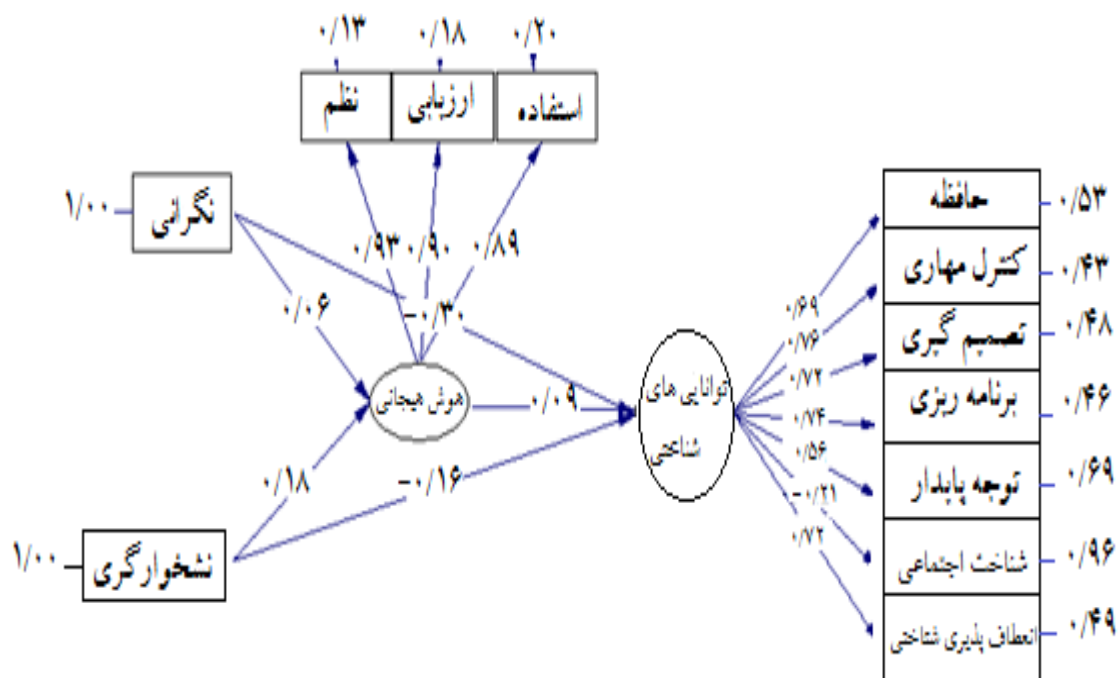 ۰/۱۳ ۰/۱۸ ۰/۲۰
نظم ارزیابی استفاده
۱/۰۰ نگرانی
۰/۹۳ ۰/۹۰ ۰/۸۹
۰/۰۶
-۰/۳۰
هوش هیجانی
۰/۰۹
توانایی های
شناختی
۰/۱۸
-۰/۱۶
۱/۰۰ نشخوارگری
۰/۶۹
۰/۷۶
۰/۷۲
۰/۷۴
۰/۵۶
-۰/۲۱
۰/۷۲
حافظه ۰/۵۳
کنترل مهاری ۰/۴۳
تصمیم گیری ۰/۴۸
برنامه ریزی ۰/۴۶
توجه پایدار ۰/۶۹
شناخت اجتماعی ۰/۹۶
انعطاف پذیری شناختی ۰/۴۹